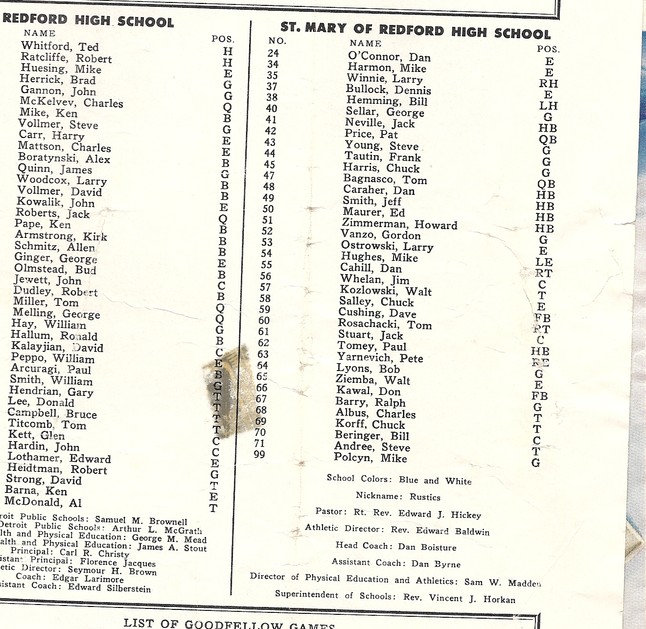 REDFORD HIGH SCHOOL
NAME POS.
Whitford, Ted H
Ratcliffe, Robert H
Huesing, Mike E
Herrick, Brad G
Gannon, John G
McKelvey, Charles Q
Mike, Ken B
Vollmer, Steve G
Carr, Harry E
Mattson, Charles E
Boratynski, Alex B
Quinn, James G
Woodcox, Larry B
Vollmer, David B
Kowalik, John E
Roberts, Jack Q
Pape, Ken B
Armstrong, Kirk B
Schmitz, Allen B
Ginger, George E
Olmstead, Bud B
Jewett, John C
Dudley, Robert B
Miller, Tom Q
Melling, George Q
Hay, William G
Hallum, Ronald B
Kalayjian, David C
Peppo, William E
Arcuragi, Paul B
Smith, William G
Hendrian, Gary T
Lee, Donald T
Campbell, Bruce T
Titcomb, Tom T
Kett, Glen C
Hardin, John C
Lothamer, Edward E
Heidtman, Robert G
Strong, David T
Barna, Ken E
McDonald, Al T
roit Public Schools: Samuel M. Brownell
Detroit Public Schools: Arthur L. McGrath
lth and Physical Education: George M. Mead
alth and Physical Education: James A. Stout
Principal: Carl R. Christy
istant Principal: Florence Jacques
etic Director: Seymour H. Brown
Coach: Edgar Larimore
sistant Coach: Edward Silberstein
ST. MARY OF REDFORD HIGH SCHOOL
NO. NAME POS.
24 O'Connor, Dan E
34 Harmon, Mike E
35 Winnie, Larry RH
37 Bullock, Dennis E
38 Hemming, Bill LH
40 Sellar, George G
41 Neville, Jack HB
42 Price, Pat QB
43 Young, Steve G
44 Tautin, Frank G
45 Harris, Chuck G
47 Bagnasco, Tom QB
48 Caraher, Dan HB
49 Smith, Jeff HB
50 Maurer, Ed HB
51 Zimmerman, Howard HB
52 Vanzo, Gordon G
53 Ostrowski, Larry E
54 Hughes, Mike LE
55 Cahill, Dan RT
56 Whelan, Jim C
57 Kozlowski, Walt T
58 Salley, Chuck E
59 Cushing, Dave FB
60 Rosachacki, Tom RT
61 Stuart, Jack C
62 Tomey, Paul HB
63 Yarnevich, Pete RE
64 Lyons, Bob G
65 Ziemba, Walt E
66 Kawal, Don FB
67 Barry, Ralph G
68 Albus, Charles T
69 Korff, Chuck T
70 Beringer, Bill C
71 Andree, Steve T
99 Polcyn, Mike G
School Colors: Blue and White
Nickname: Rustics
Pastor: Rt. Rev. Edward J. Hickey
Athletic Director: Rev. Edward Baldwin
Head Coach: Dan Boisture
Assistant Coach: Dan Byrne
Director of Physical Education and Athletics: Sam W. Madden
Superintendent of Schools: Rev. Vincent J. Horkan
LIST OF GOODFELLOW GAMES